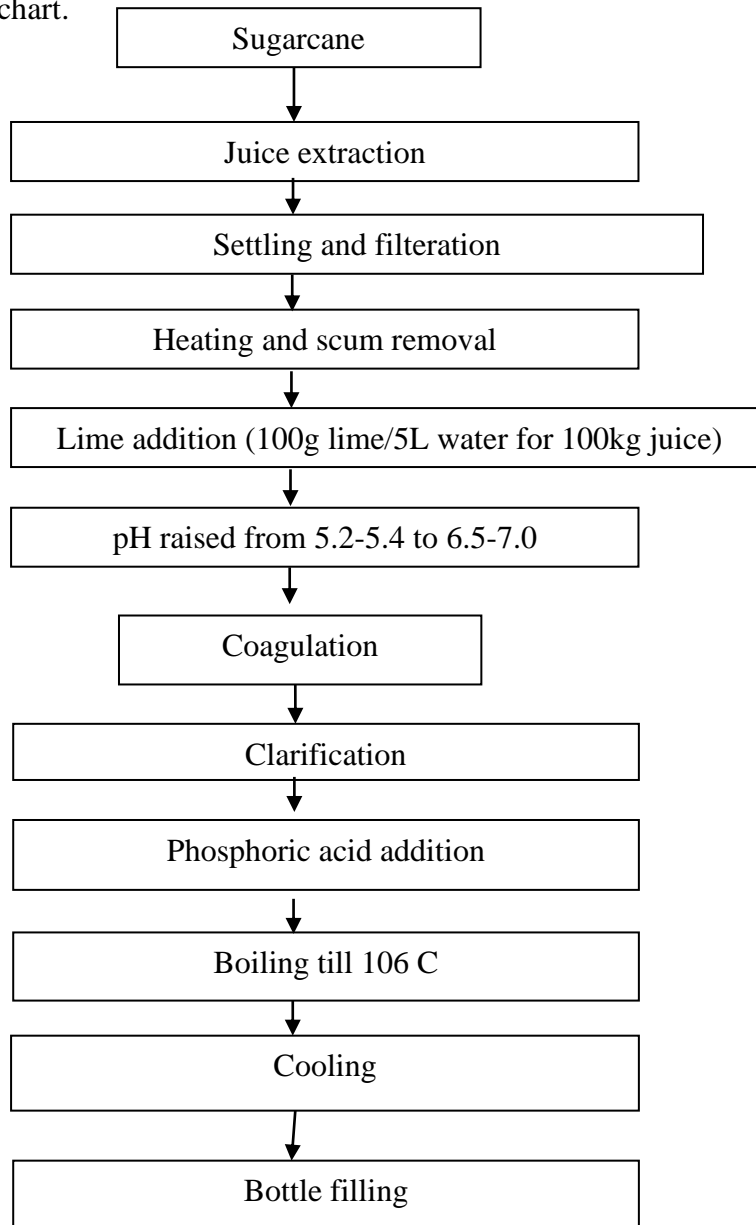 chart.
Sugarcane
Juice extraction
Settling and filteration
Heating and scum removal
Lime addition (100g lime/5L water for 100kg juice)
pH raised from 5.2-5.4 to 6.5-7.0
Coagulation
Clarification
Phosphoric acid addition
Boiling till 106 C
Cooling
Bottle filling